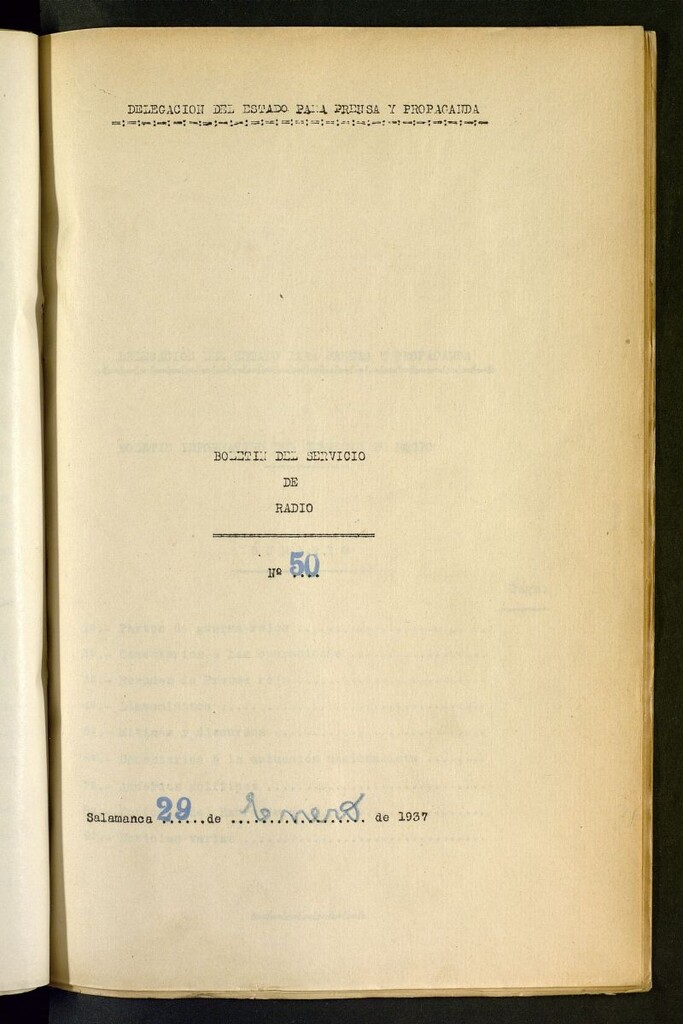 DELEGACION DEL ESTADO PARA PRENSA Y PROPAGANDA
BOLETIN DEL SERVICIO
DE
RADIO
Nº 50
Salamanca 29 de Enero de 1937